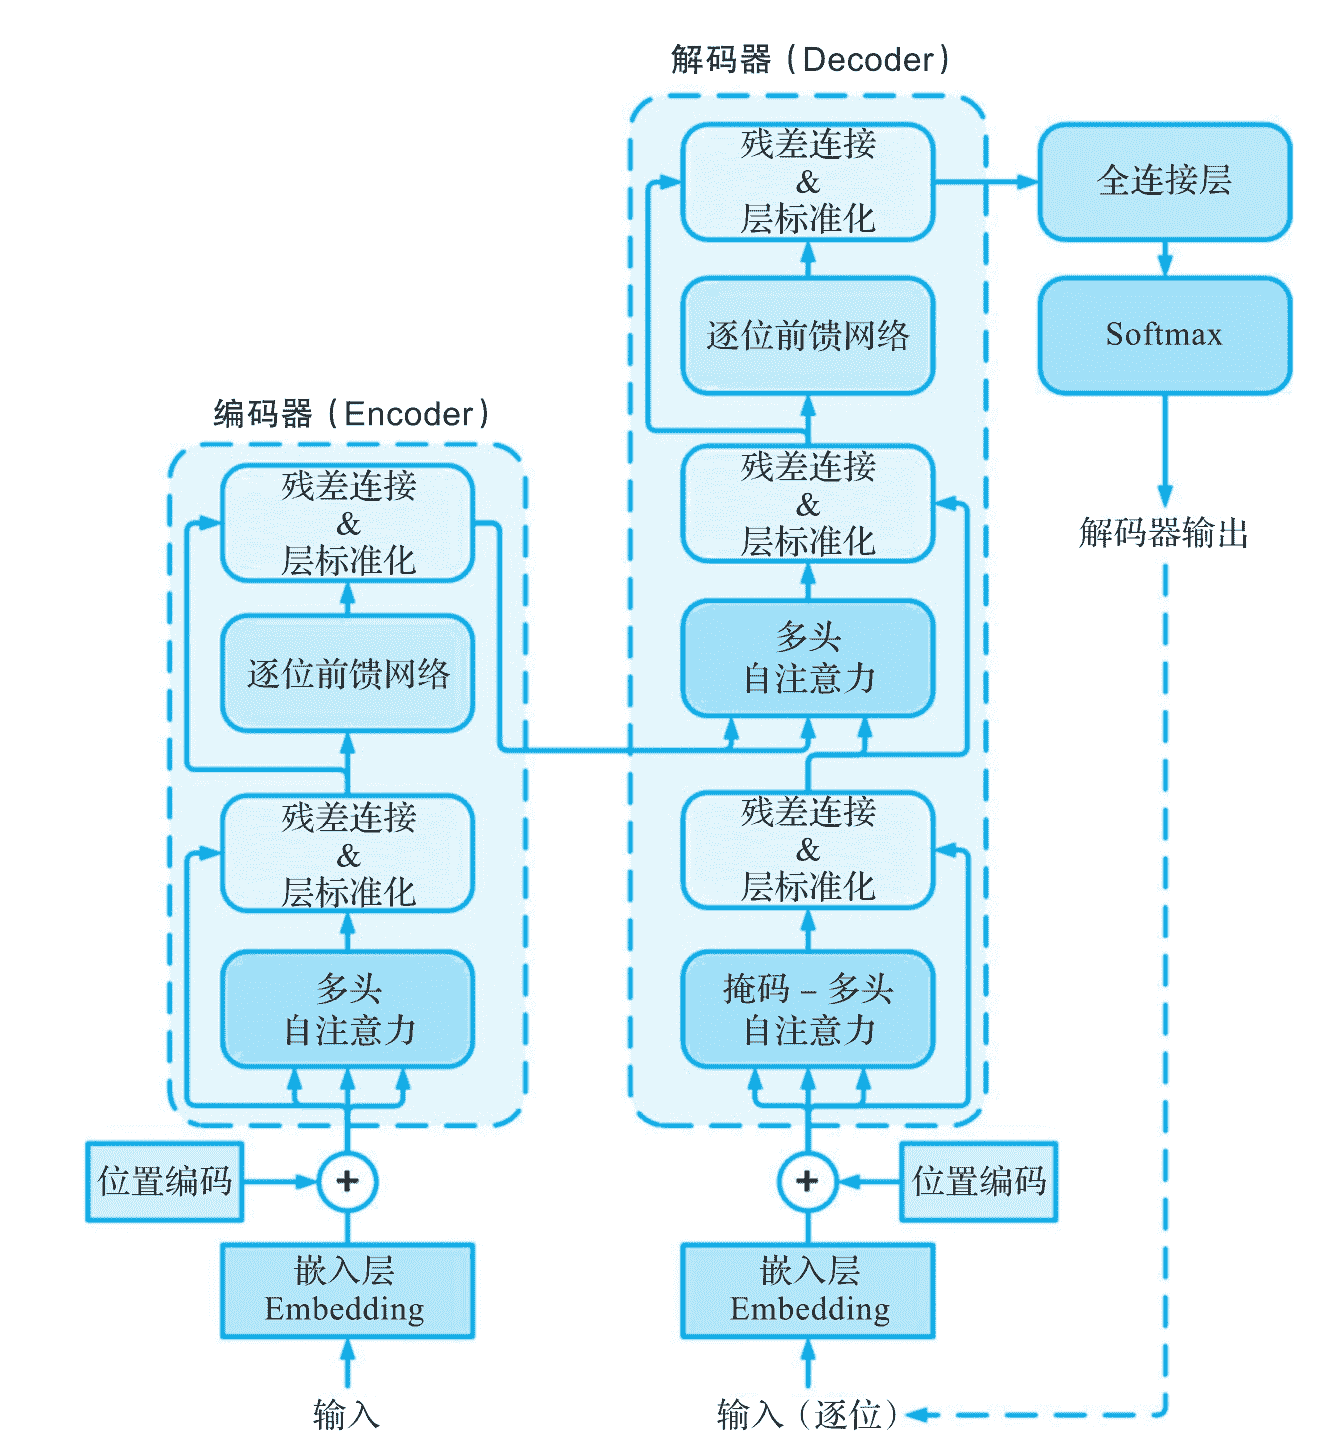 解码器（Decoder）
残差连接
&
层标准化
全连接层
逐位前馈网络
Softmax
编码器（Encoder）
残差连接
&
层标准化
残差连接
&
层标准化
解码器输出
逐位前馈网络
多头
自注意力
残差连接
&
层标准化
残差连接
&
层标准化
多头
自注意力
掩码－多头
自注意力
位置编码
+
+
位置编码
嵌入层
Embedding
嵌入层
Embedding
输入
输入（逐位）